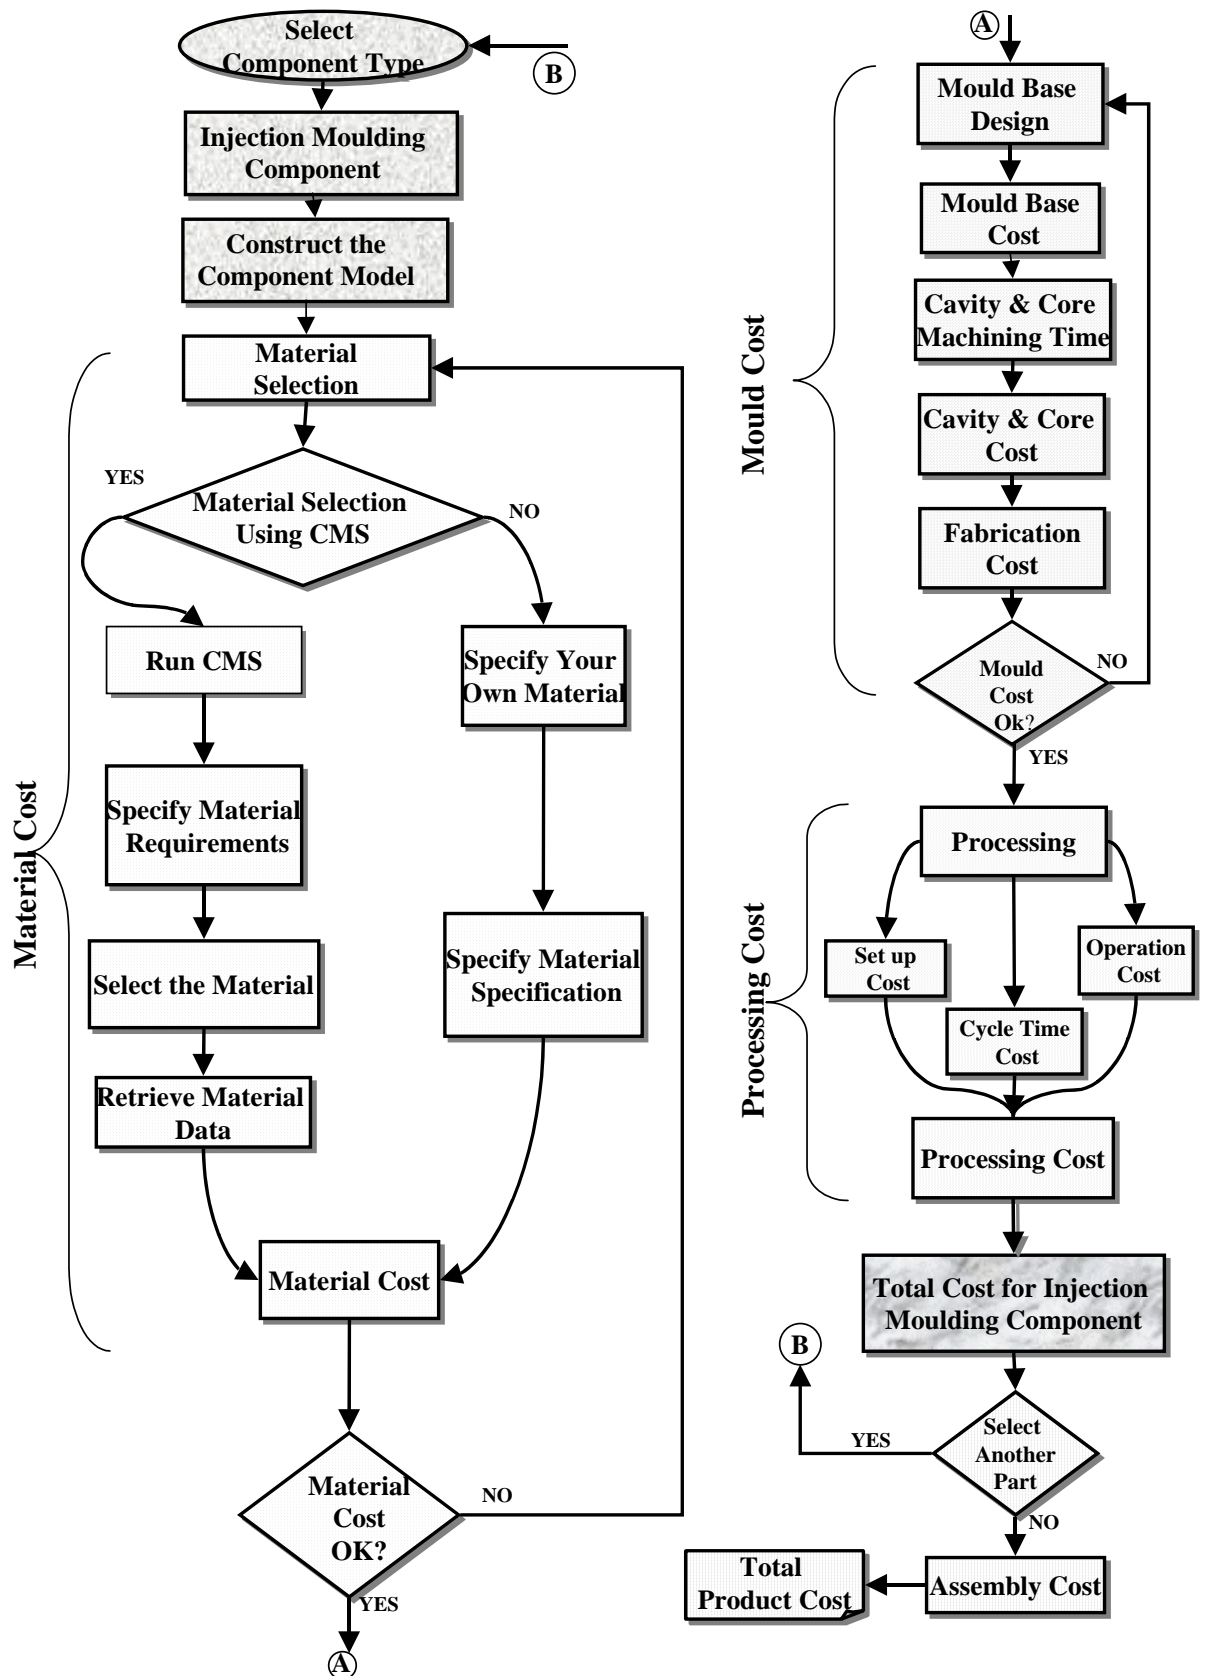 Select
Component Type
B
Injection Moulding
Component
Construct the
Component Model
Material
Selection
YES
Material Selection
Using CMS
NO
Run CMS
Specify Your
Own Material
Specify Material
Requirements
Material Cost
Select the Material
Specify Material
Specification
Retrieve Material
Data
Material Cost
Material
Cost
OK?
NO
YES
A
A
Mould Base
Design
Mould Base
Cost
Cavity & Core
Machining Time
Mould Cost
Cavity & Core
Cost
Fabrication
Cost
Mould
Cost
Ok?
NO
YES
Processing
Set up
Cost
Operation
Cost
Cycle Time
Cost
Processing Cost
Processing Cost
Total Cost for Injection
Moulding Component
B
YES
Select
Another
Part
NO
Assembly Cost
Total
Product Cost